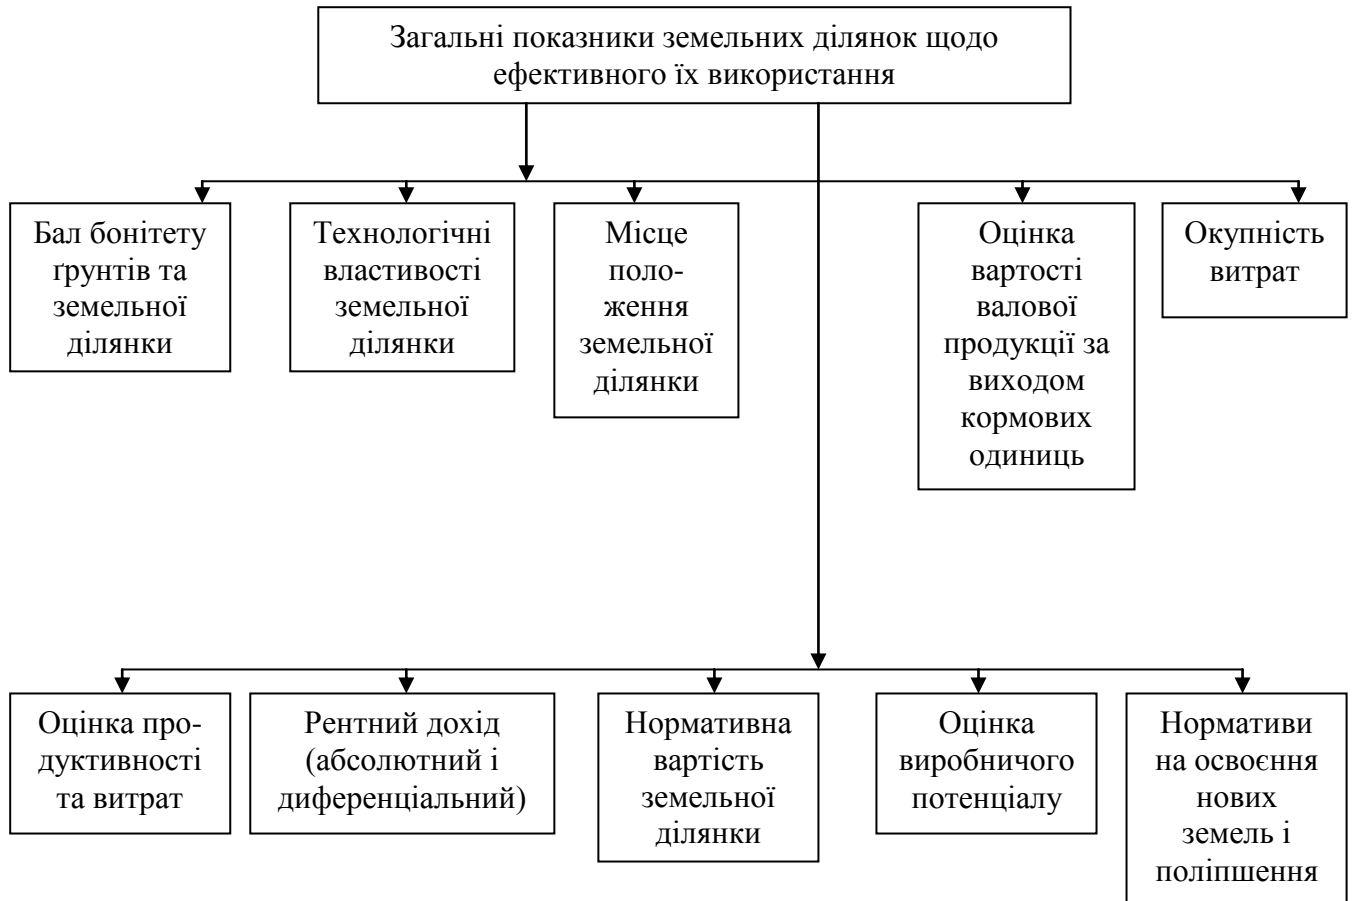 Загальні показники земельних ділянок щодо
ефективного їх використання
Бал бонітету
ґрунтів та
земельної
ділянки
Технологічні
властивості
земельної
ділянки
Місце
поло-
ження
земельної
ділянки
Оцінка
вартості
валової
продукції за
виходом
кормових
одиниць
Окупність
витрат
Оцінка про-
дуктивності
та витрат
Рентний дохід
(абсолютний і
диференціальний)
Нормативна
вартість
земельної
ділянки
Оцінка
виробничого
потенціалу
Нормативи
на освоєння
нових
земель і
поліпшення